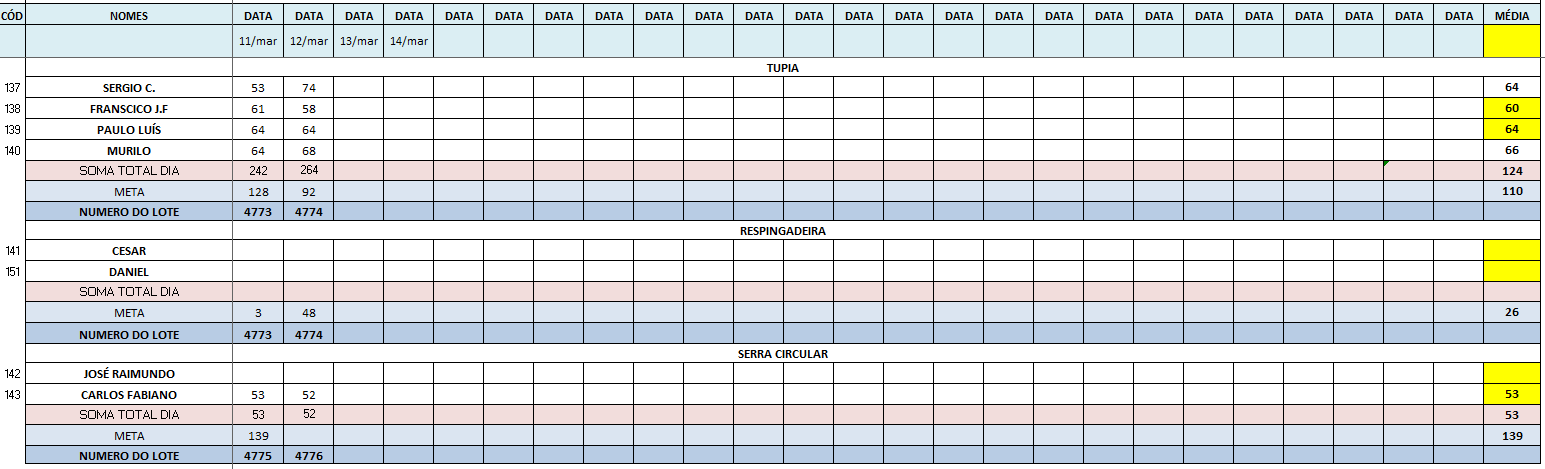 CÓD NOMES DATA DATA DATA DATA DATA DATA DATA DATA DATA DATA DATA DATA DATA DATA DATA DATA DATA DATA DATA DATA DATA DATA DATA DATA DATA MÉDIA
11/mar 12/mar 13/mar 14/mar
TUPIA
137 SERGIO C. 53 74 64
138 FRANSCICO J.F 61 58 60
139 PAULO LUÍS 64 64 64
140 MURILO 64 68 66
SOMA TOTAL DIA 242 264 124
META 128 92 110
NUMERO DO LOTE 4773 4774
RESPINGADEIRA
141 CESAR
151 DANIEL
SOMA TOTAL DIA
META 3 48 26
NUMERO DO LOTE 4773 4774
SERRA CIRCULAR
142 JOSÉ RAIMUNDO
143 CARLOS FABIANO 53 52 53
SOMA TOTAL DIA 53 52 53
META 139 139
NUMERO DO LOTE 4775 4776